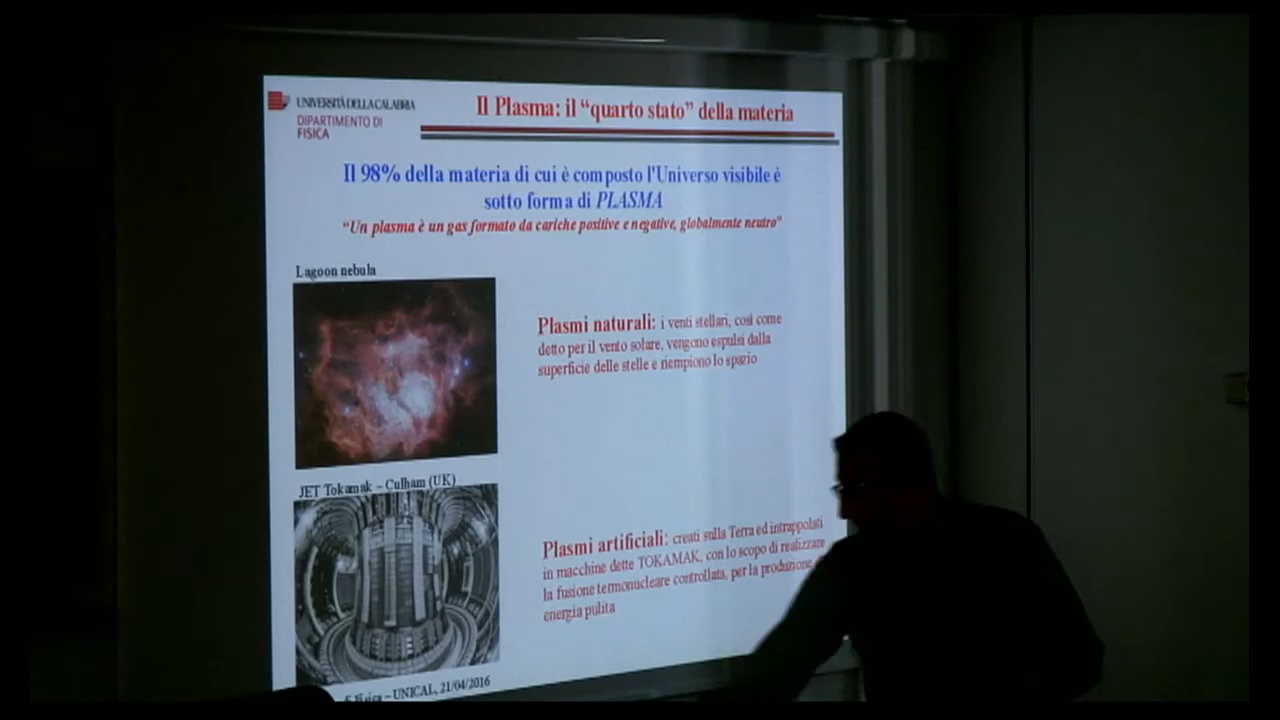 UNIVERSITÀ DELLA CALABRIA
DIPARTIMENTO DI
FISICA
Il Plasma: il “quarto stato” della materia
Il 98% della materia di cui è composto l'Universo visibile è
sotto forma di PLASMA
“Un plasma è un gas formato da cariche positive e negative, globalmente neutro”
Lagoon nebula
Plasmi naturali: i venti stellari, così come
detto per il vento solare, vengono espulsi dalla
superficie delle stelle e riempiono lo spazio
JET Tokamak – Culham (UK)
Plasmi artificiali: creati sulla Terra ed intrappolati
in macchine dette TOKAMAK, con lo scopo di realizzare
la fusione termonucleare controllata, per la produzione
energia pulita
Fisica – UNICAL, 21/04/2016